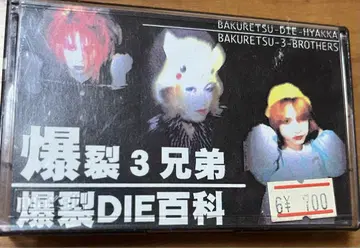 BAKURETSU-DIE-HYAKKA
BAKURETSU-3-BROTHERS
爆裂3兄弟
爆裂DIE百科
6¥ 700